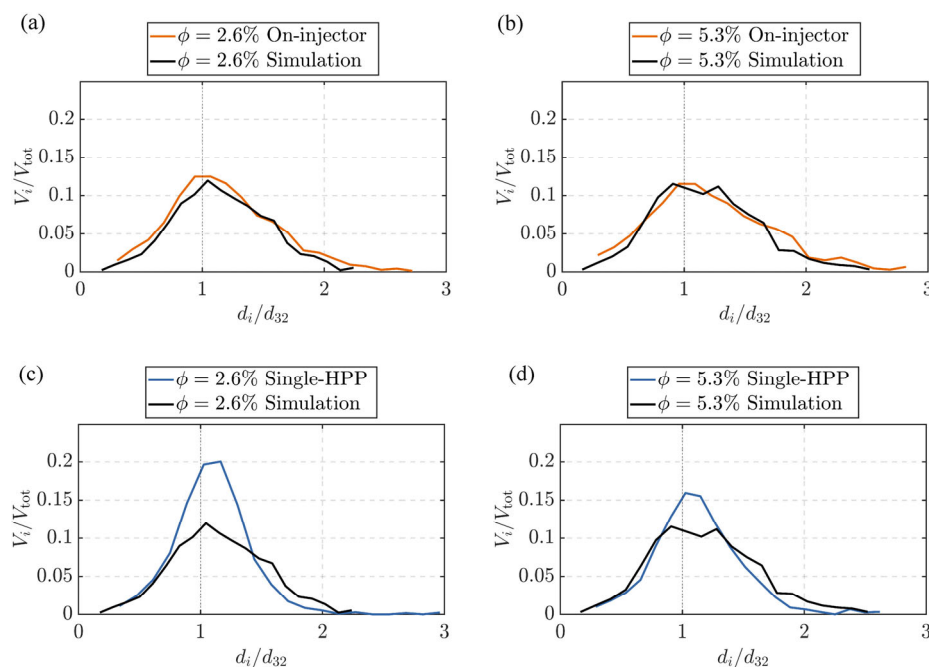 (a)
ϕ = 2.6% On-injector
ϕ = 2.6% Simulation
0.2
0.15
0.1
0.05
0
V_i/V_tot
0 1 2 3
d_i/d_32
(b)
ϕ = 5.3% On-injector
ϕ = 5.3% Simulation
0.2
0.15
0.1
0.05
0
V_i/V_tot
0 1 2 3
d_i/d_32
(c)
ϕ = 2.6% Single-HPP
ϕ = 2.6% Simulation
0.2
0.15
0.1
0.05
0
V_i/V_tot
0 1 2 3
d_i/d_32
(d)
ϕ = 5.3% Single-HPP
ϕ = 5.3% Simulation
0.2
0.15
0.1
0.05
0
V_i/V_tot
0 1 2 3
d_i/d_32